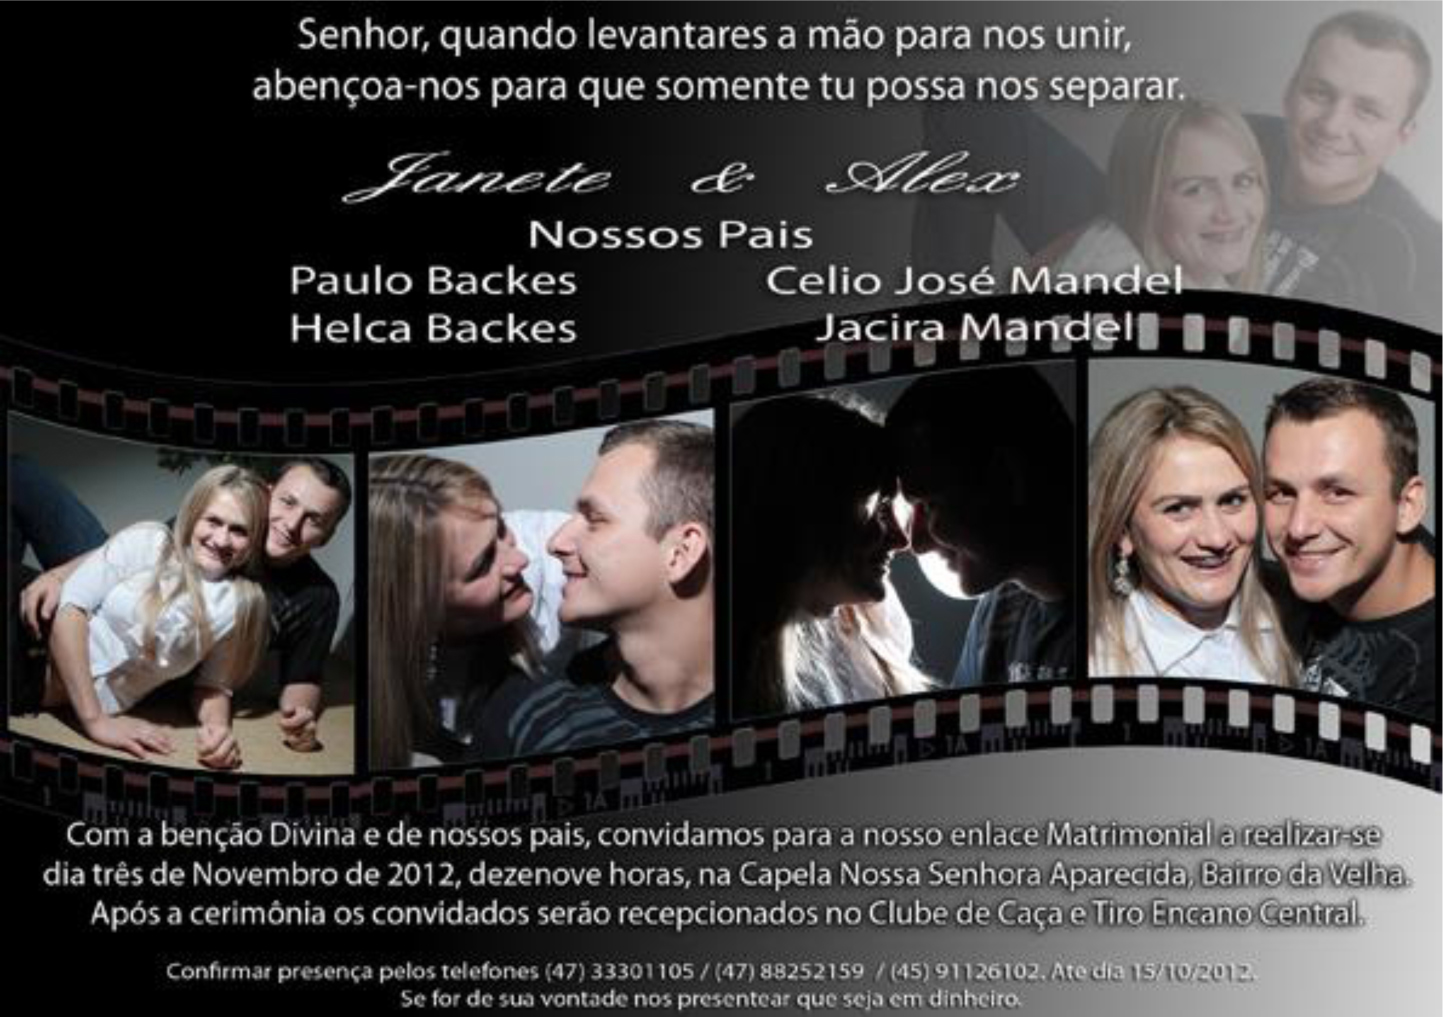 Senhor, quando levantares a mão para nos unir,
abençoa-nos para que somente tu possa nos separar.
Janete & Alex
Nossos Pais
Paulo Backes Celio José Mandel
Helca Backes Jacira Mandel
Com a benção Divina e de nossos pais, convidamos para a nosso enlace Matrimonial a realizar-se
dia três de Novembro de 2012, dezenove horas, na Capela Nossa Senhora Aparecida, Bairro da Velha.
Após a cerimônia os convidados serão recepcionados no Clube de Caça e Tiro Encano Central.
Confirmar presença pelos telefones (47) 33301105 / (47) 88252159 / (45) 91126102. Ate dia 15/10/2012.
Se for de sua vontade nos presentear que seja em dinheiro.